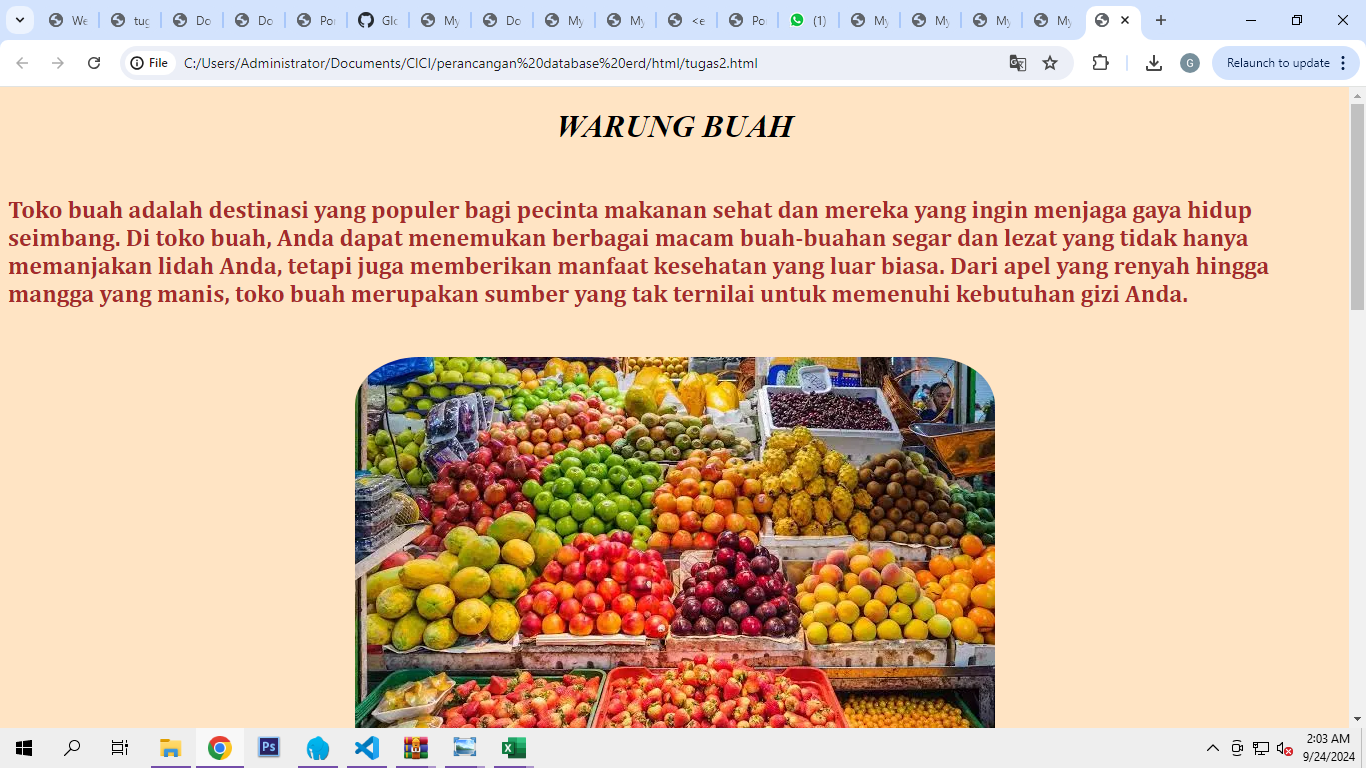 We
tug
Do
Do
Por
Glo
My
Do
My
My
<e
Po
(1)
My
My
My
My
File
C:/Users/Administrator/Documents/CICI/perancangan%20database%20erd/html/tugas2.html
G
Relaunch to update
WARUNG BUAH
Toko buah adalah destinasi yang populer bagi pecinta makanan sehat dan mereka yang ingin menjaga gaya hidup
seimbang. Di toko buah, Anda dapat menemukan berbagai macam buah-buahan segar dan lezat yang tidak hanya
memanjakan lidah Anda, tetapi juga memberikan manfaat kesehatan yang luar biasa. Dari apel yang renyah hingga
mangga yang manis, toko buah merupakan sumber yang tak ternilai untuk memenuhi kebutuhan gizi Anda.
Ps
2:03 AM
9/24/2024